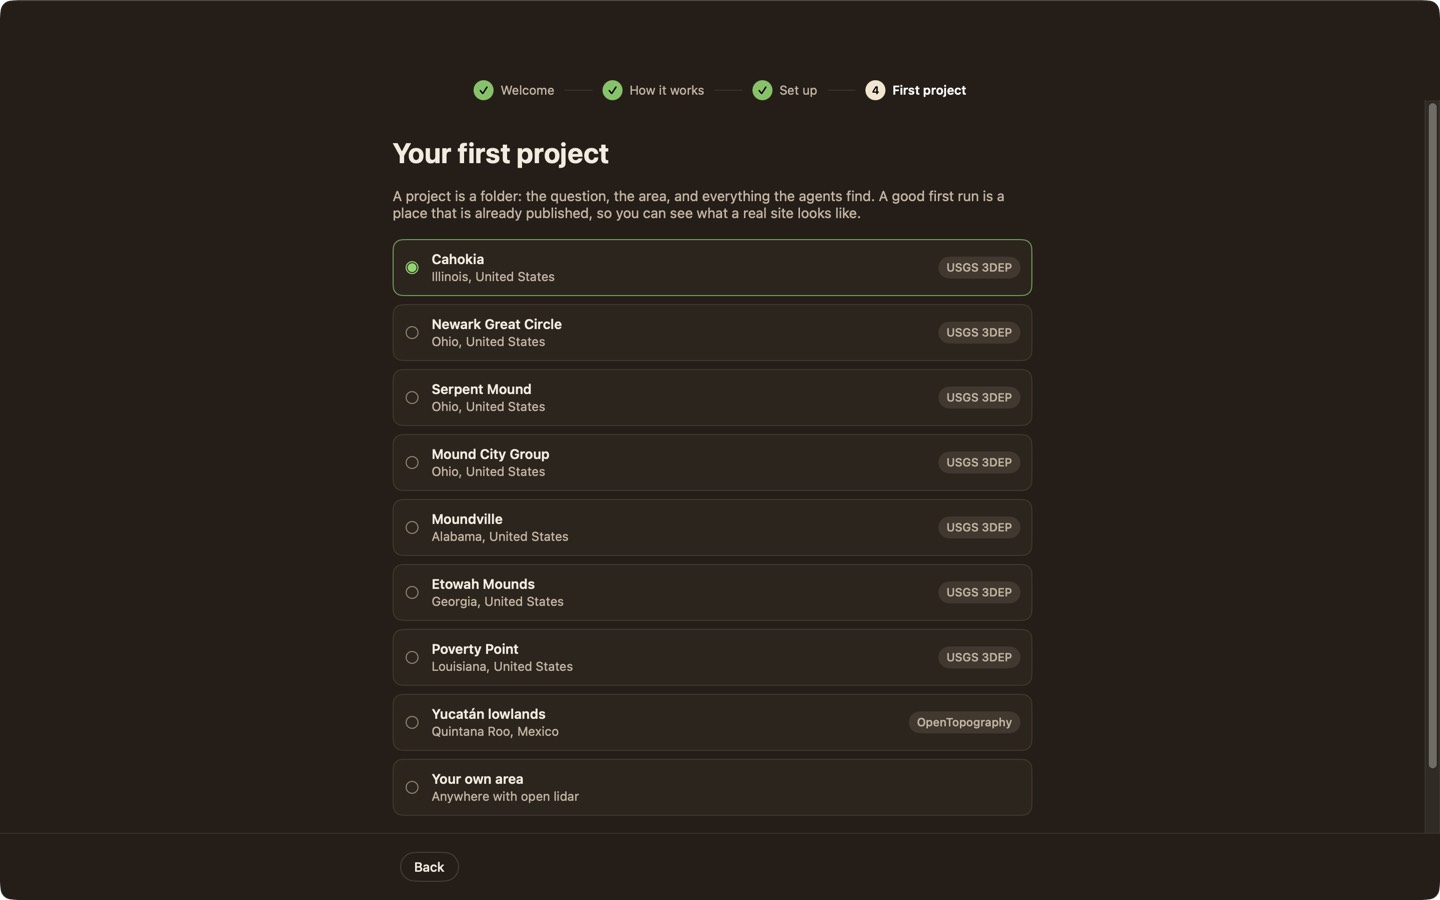 Welcome
How it works
Set up
4 First project
Your first project
A project is a folder: the question, the area, and everything the agents find. A good first run is a
place that is already published, so you can see what a real site looks like.
Cahokia
Illinois, United States
USGS 3DEP
Newark Great Circle
Ohio, United States
USGS 3DEP
Serpent Mound
Ohio, United States
USGS 3DEP
Mound City Group
Ohio, United States
USGS 3DEP
Moundville
Alabama, United States
USGS 3DEP
Etowah Mounds
Georgia, United States
USGS 3DEP
Poverty Point
Louisiana, United States
USGS 3DEP
Yucatán lowlands
Quintana Roo, Mexico
OpenTopography
Your own area
Anywhere with open lidar
Back